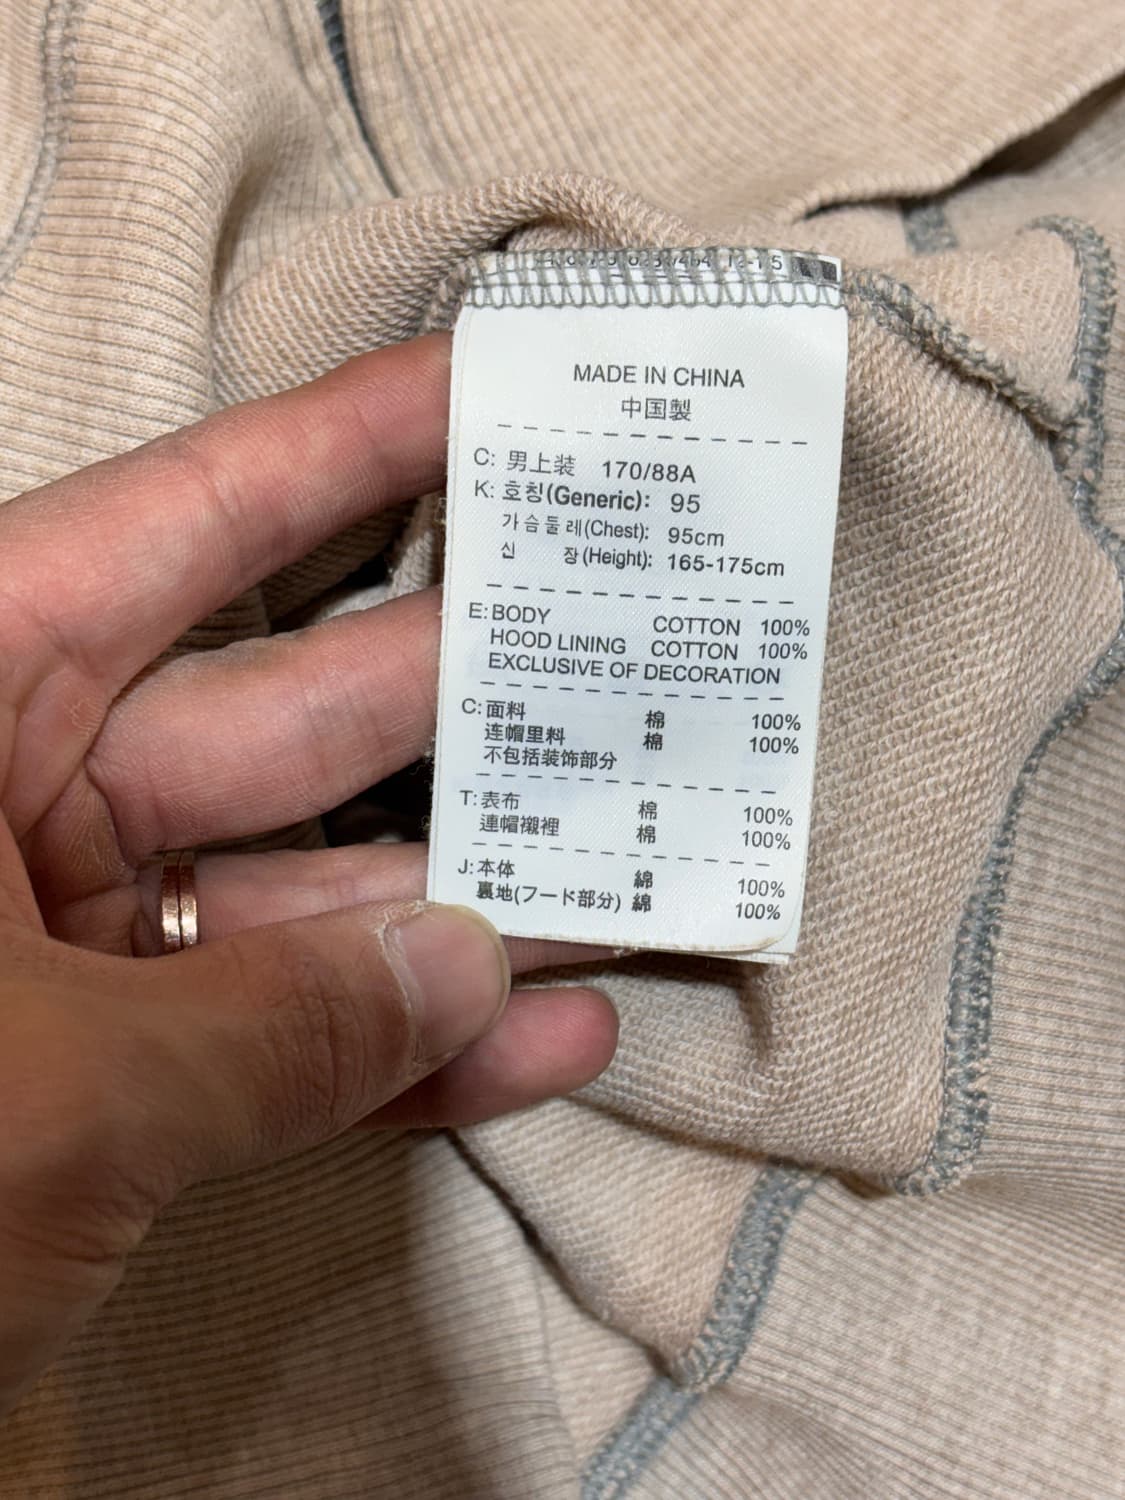 MADE IN CHINA
中国製
C: 男上装 170/88A
K: 호칭(Generic): 95
가슴둘레(Chest): 95cm
신 장(Height): 165-175cm
E: BODY COTTON 100%
HOOD LINING COTTON 100%
EXCLUSIVE OF DECORATION
C: 面料 棉 100%
连帽里料 棉 100%
不包括装饰部分
T: 表布 棉 100%
連帽襯裡 棉 100%
J: 本体 綿 100%
裏地(フード部分) 綿 100%